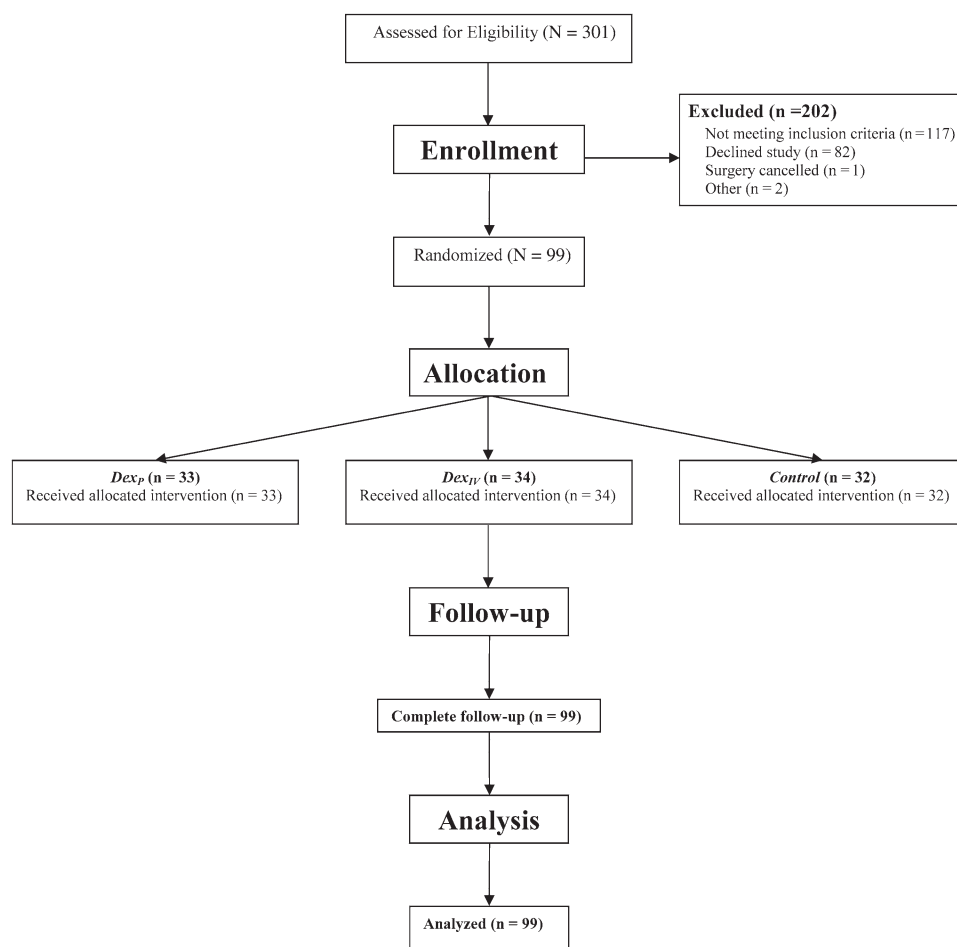 Assessed for Eligibility (N = 301)
Enrollment
Excluded (n =202)
Not meeting inclusion criteria (n = 117)
Declined study (n = 82)
Surgery cancelled (n = 1)
Other (n = 2)
Randomized (N = 99)
Allocation
DexP (n = 33)
Received allocated intervention (n = 33)
DexIV (n = 34)
Received allocated intervention (n = 34)
Control (n = 32)
Received allocated intervention (n = 32)
Follow-up
Complete follow-up (n = 99)
Analysis
Analyzed (n = 99)